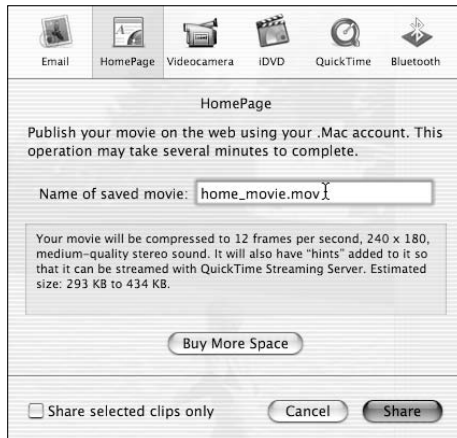 Email HomePage Videocamera iDVD QuickTime Bluetooth
HomePage
Publish your movie on the web using your .Mac account. This
operation may take several minutes to complete.
Name of saved movie: home_movie.mov
Your movie will be compressed to 12 frames per second, 240 x 180,
medium-quality stereo sound. It will also have “hints” added to it so
that it can be streamed with QuickTime Streaming Server. Estimated
size: 293 KB to 434 KB.
Buy More Space
Share selected clips only Cancel Share